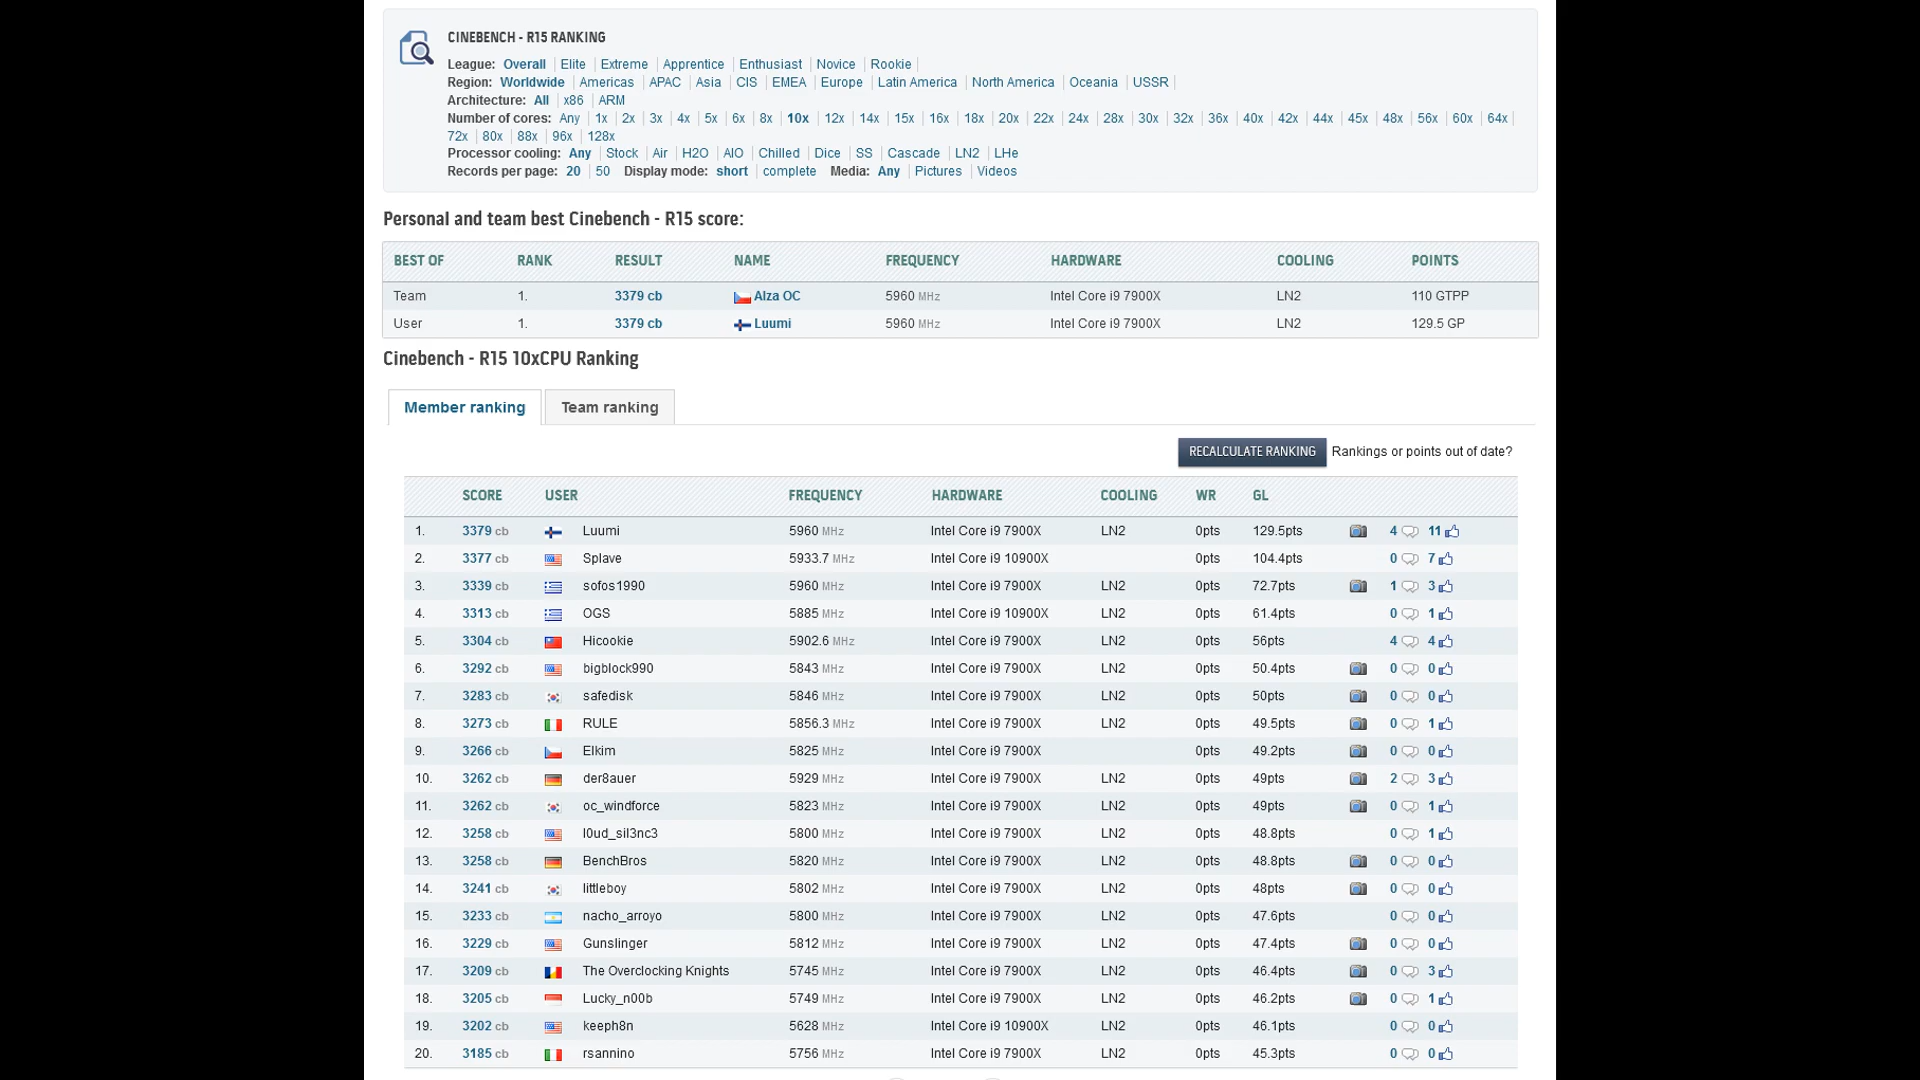 CINEBENCH - R15 RANKING
League: Overall Elite Extreme Apprentice Enthusiast Novice Rookie
Region: Worldwide Americas APAC Asia CIS EMEA Europe Latin America North America Oceania USSR
Architecture: All x86 ARM
Number of cores: Any 1x 2x 3x 4x 5x 6x 8x 10x 12x 14x 15x 16x 18x 20x 22x 24x 28x 30x 32x 36x 40x 42x 44x 45x 48x 56x 60x 64x
72x 80x 88x 96x 128x
Processor cooling: Any Stock Air H2O AIO Chilled Dice SS Cascade LN2 LHe
Records per page: 20 50 Display mode: short complete Media: Any Pictures Videos
Personal and team best Cinebench - R15 score:
BEST OF RANK RESULT NAME FREQUENCY HARDWARE COOLING POINTS
Team 1. 3379 cb Alza OC 5960 MHz Intel Core i9 7900X LN2 110 GTPP
User 1. 3379 cb Luumi 5960 MHz Intel Core i9 7900X LN2 129.5 GP
Cinebench - R15 10xCPU Ranking
Member ranking Team ranking
RECALCULATE RANKING Rankings or points out of date?
SCORE USER FREQUENCY HARDWARE COOLING WR GL
1. 3379 cb Luumi 5960 MHz Intel Core i9 7900X LN2 0pts 129.5pts 4 11
2. 3377 cb Splave 5933.7 MHz Intel Core i9 10900X 0pts 104.4pts 0 7
3. 3339 cb sofos1990 5960 MHz Intel Core i9 7900X LN2 0pts 72.7pts 1 3
4. 3313 cb OGS 5885 MHz Intel Core i9 10900X LN2 0pts 61.4pts 0 1
5. 3304 cb Hicookie 5902.6 MHz Intel Core i9 7900X LN2 0pts 56pts 4 4
6. 3292 cb bigblock990 5843 MHz Intel Core i9 7900X LN2 0pts 50.4pts 0 0
7. 3283 cb safedisk 5846 MHz Intel Core i9 7900X LN2 0pts 50pts 0 0
8. 3273 cb RULE 5856.3 MHz Intel Core i9 7900X LN2 0pts 49.5pts 0 1
9. 3266 cb Elkim 5825 MHz Intel Core i9 7900X 0pts 49.2pts 0 0
10. 3262 cb der8auer 5929 MHz Intel Core i9 7900X LN2 0pts 49pts 2 3
11. 3262 cb oc_windforce 5823 MHz Intel Core i9 7900X LN2 0pts 49pts 0 1
12. 3258 cb l0ud_sil3nc3 5800 MHz Intel Core i9 7900X LN2 0pts 48.8pts 0 1
13. 3258 cb BenchBros 5820 MHz Intel Core i9 7900X LN2 0pts 48.8pts 0 0
14. 3241 cb littleboy 5802 MHz Intel Core i9 7900X LN2 0pts 48pts 0 0
15. 3233 cb nacho_arroyo 5800 MHz Intel Core i9 7900X LN2 0pts 47.6pts 0 0
16. 3229 cb Gunslinger 5812 MHz Intel Core i9 7900X LN2 0pts 47.4pts 0 0
17. 3209 cb The Overclocking Knights 5745 MHz Intel Core i9 7900X LN2 0pts 46.4pts 0 3
18. 3205 cb Lucky_n00b 5749 MHz Intel Core i9 7900X LN2 0pts 46.2pts 0 1
19. 3202 cb keeph8n 5628 MHz Intel Core i9 10900X LN2 0pts 46.1pts 0 0
20. 3185 cb rsannino 5756 MHz Intel Core i9 7900X LN2 0pts 45.3pts 0 0